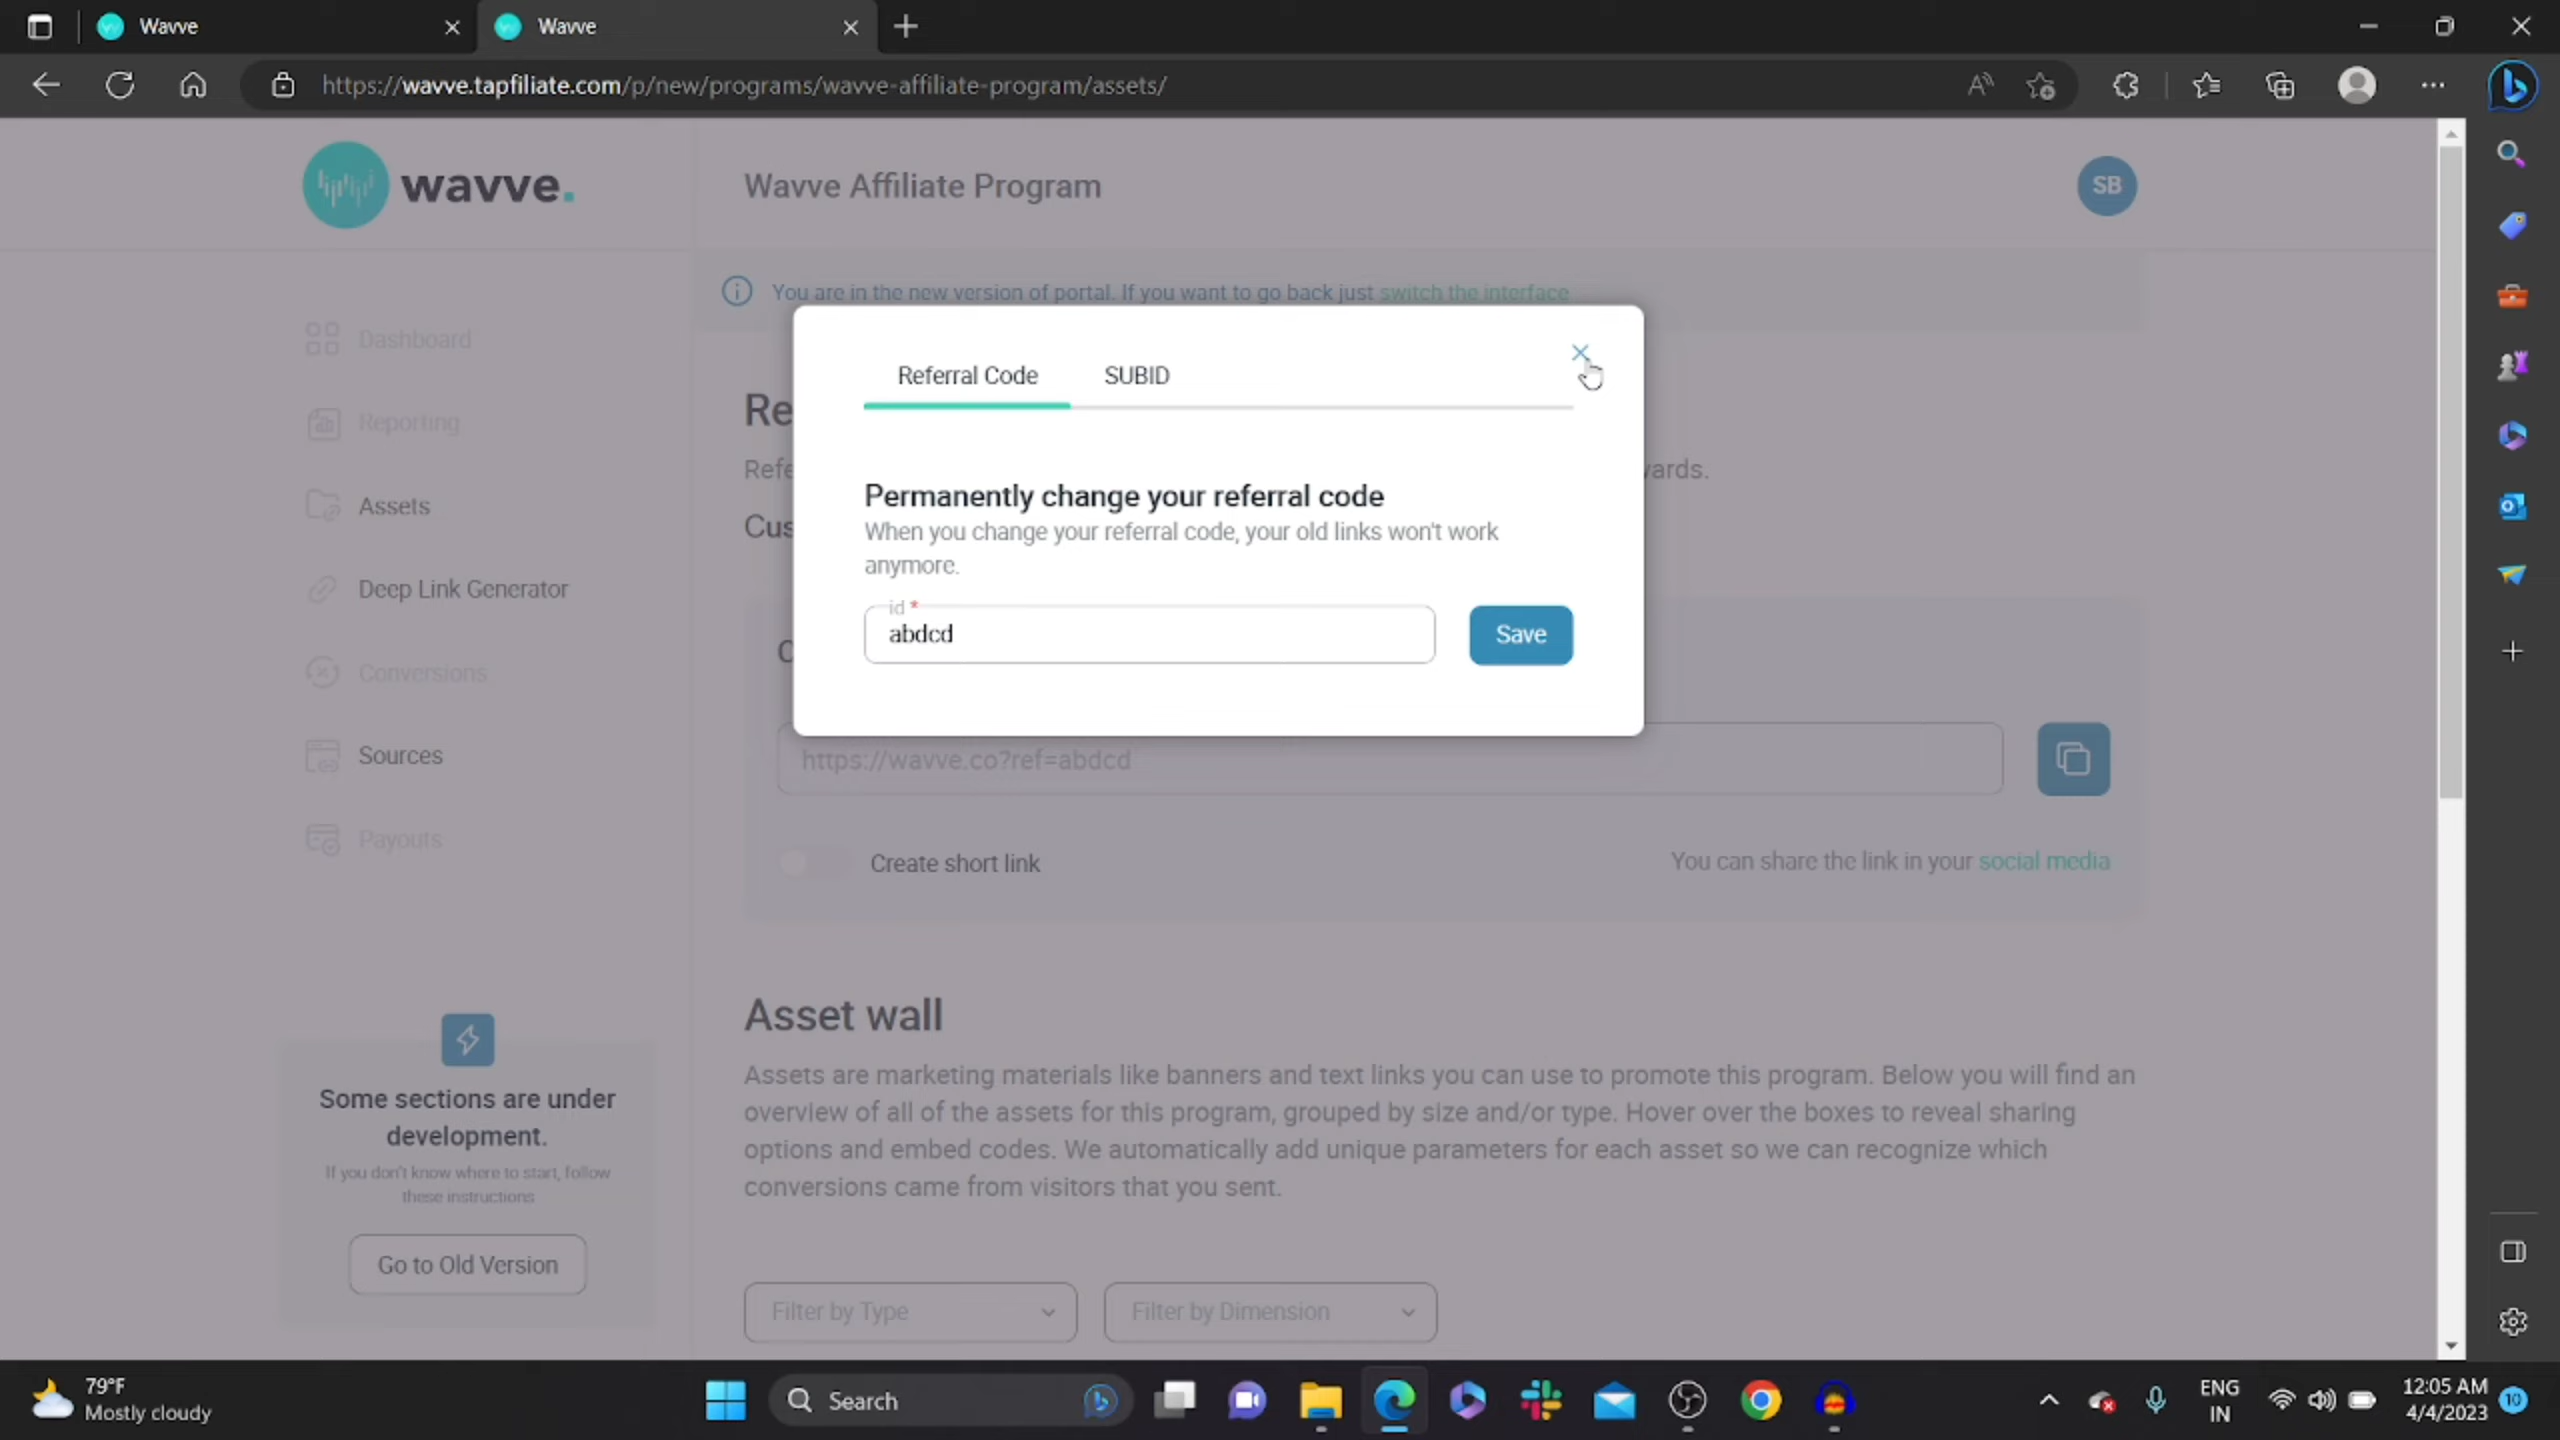 Wavve
Wavve
https://wavve.tapfiliate.com/p/new/programs/wavve-affiliate-program/assets/
wavve.
Wavve Affiliate Program
SB
You are in the new version of portal. If you want to go back just switch the interface
Dashboard
Reporting
Assets
Deep Link Generator
Conversions
Sources
Payouts
Referral Code
SUBID
Permanently change your referral code
When you change your referral code, your old links won't work
anymore.
id *
abdcd
Save
https://wavve.co?ref=abdcd
Create short link
You can share the link in your social media
Asset wall
Assets are marketing materials like banners and text links you can use to promote this program. Below you will find an
overview of all of the assets for this program, grouped by size and/or type. Hover over the boxes to reveal sharing
options and embed codes. We automatically add unique parameters for each asset so we can recognize which
conversions came from visitors that you sent.
Filter by Type
Filter by Dimension
Some sections are under
development.
If you don't know where to start, follow
these instructions
Go to Old Version
79°F
Mostly cloudy
Search
ENG
IN
12:05 AM
4/4/2023
10